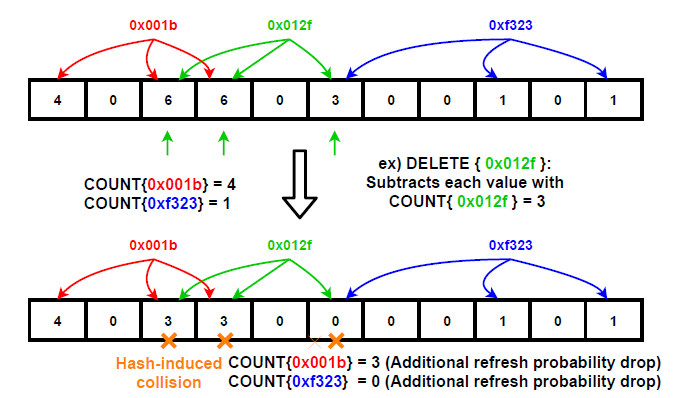 0x001b 0x012f 0xf323
4 0 6 6 0 3 0 0 1 0 1
ex) DELETE { 0x012f }:
COUNT{0x001b} = 4 Subtracts each value with
COUNT{0xf323} = 1 COUNT{ 0x012f } = 3
0x001b 0x012f 0xf323
4 0 3 3 0 0 0 0 1 0 1
Hash-induced COUNT{0x001b} = 3 (Additional refresh probability drop)
collision COUNT{0xf323} = 0 (Additional refresh probability drop)